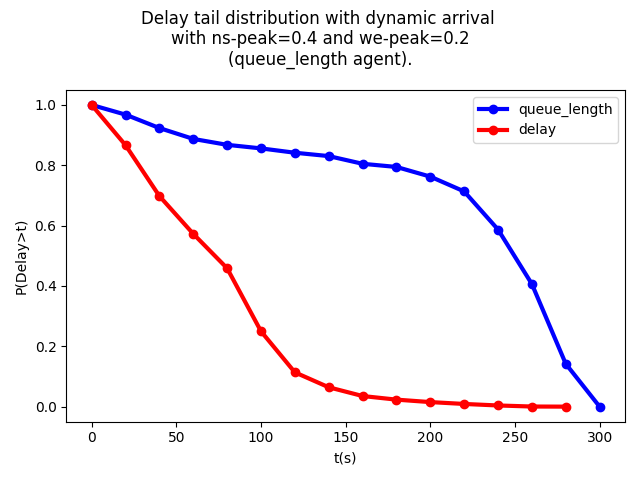 Delay tail distribution with dynamic arrival
with ns-peak=0.4 and we-peak=0.2
(queue_length agent).
queue_length
delay
P(Delay>t)
1.0
0.8
0.6
0.4
0.2
0.0
0 50 100 150 200 250 300
t(s)